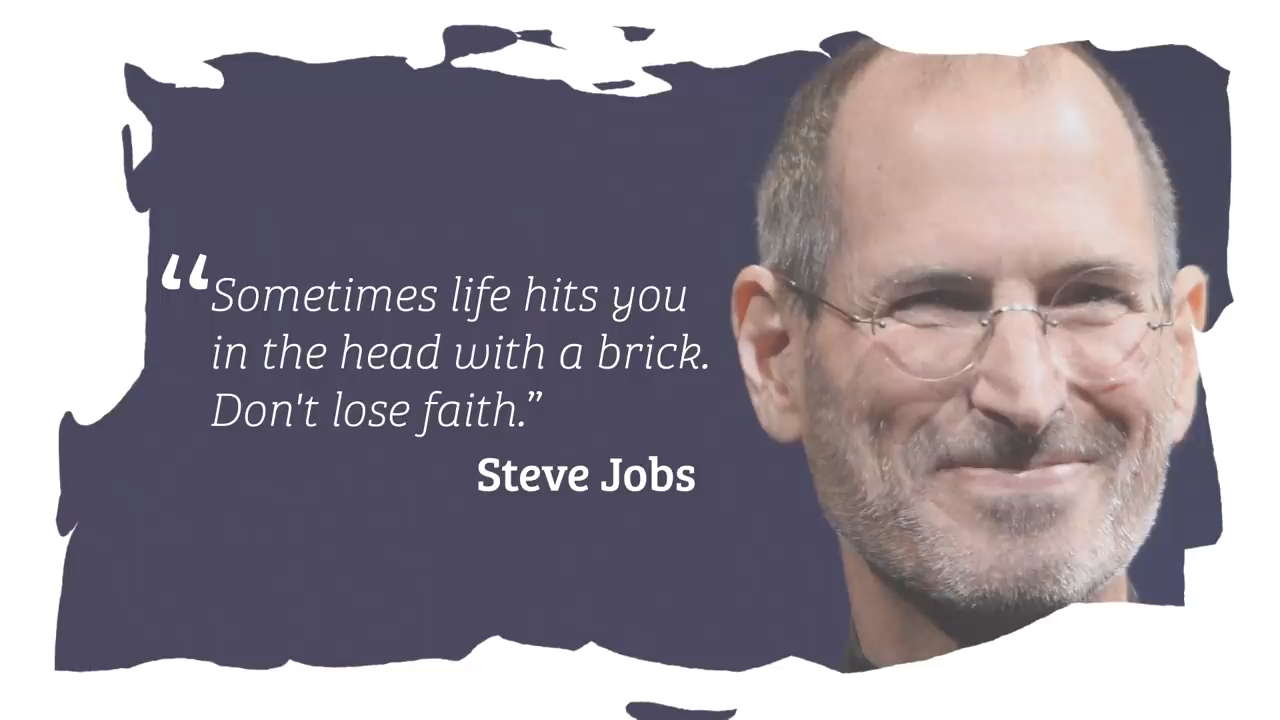 “Sometimes life hits you
in the head with a brick.
Don't lose faith.”
Steve Jobs